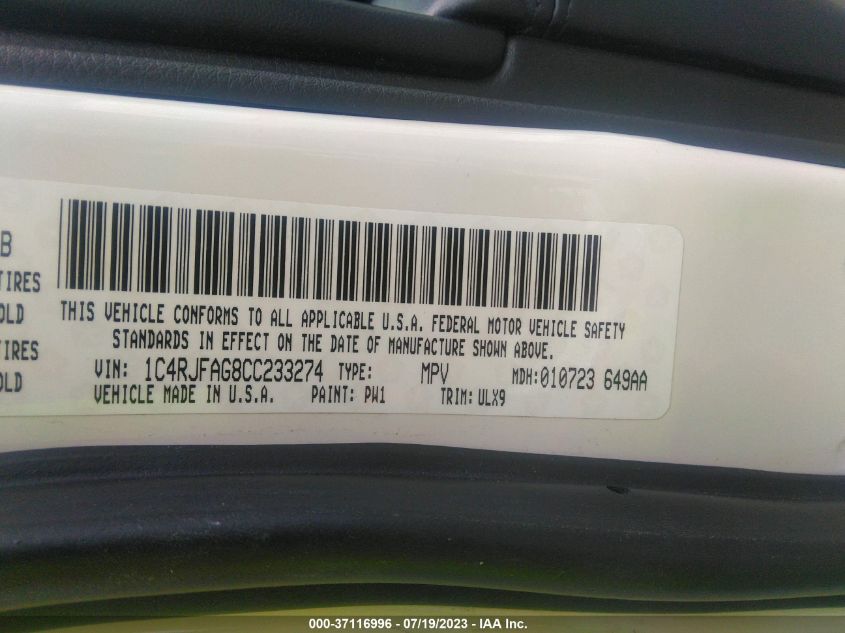 B
TIRES
OLD
TIRES
OLD
THIS VEHICLE CONFORMS TO ALL APPLICABLE U.S.A. FEDERAL MOTOR VEHICLE SAFETY
STANDARDS IN EFFECT ON THE DATE OF MANUFACTURE SHOWN ABOVE.
VIN: 1C4RJFAG8CC233274 TYPE: MPV MDH:010723 649AA
VEHICLE MADE IN U.S.A. PAINT: PW1 TRIM: ULX9
000-37116996 - 07/19/2023 - IAA Inc.